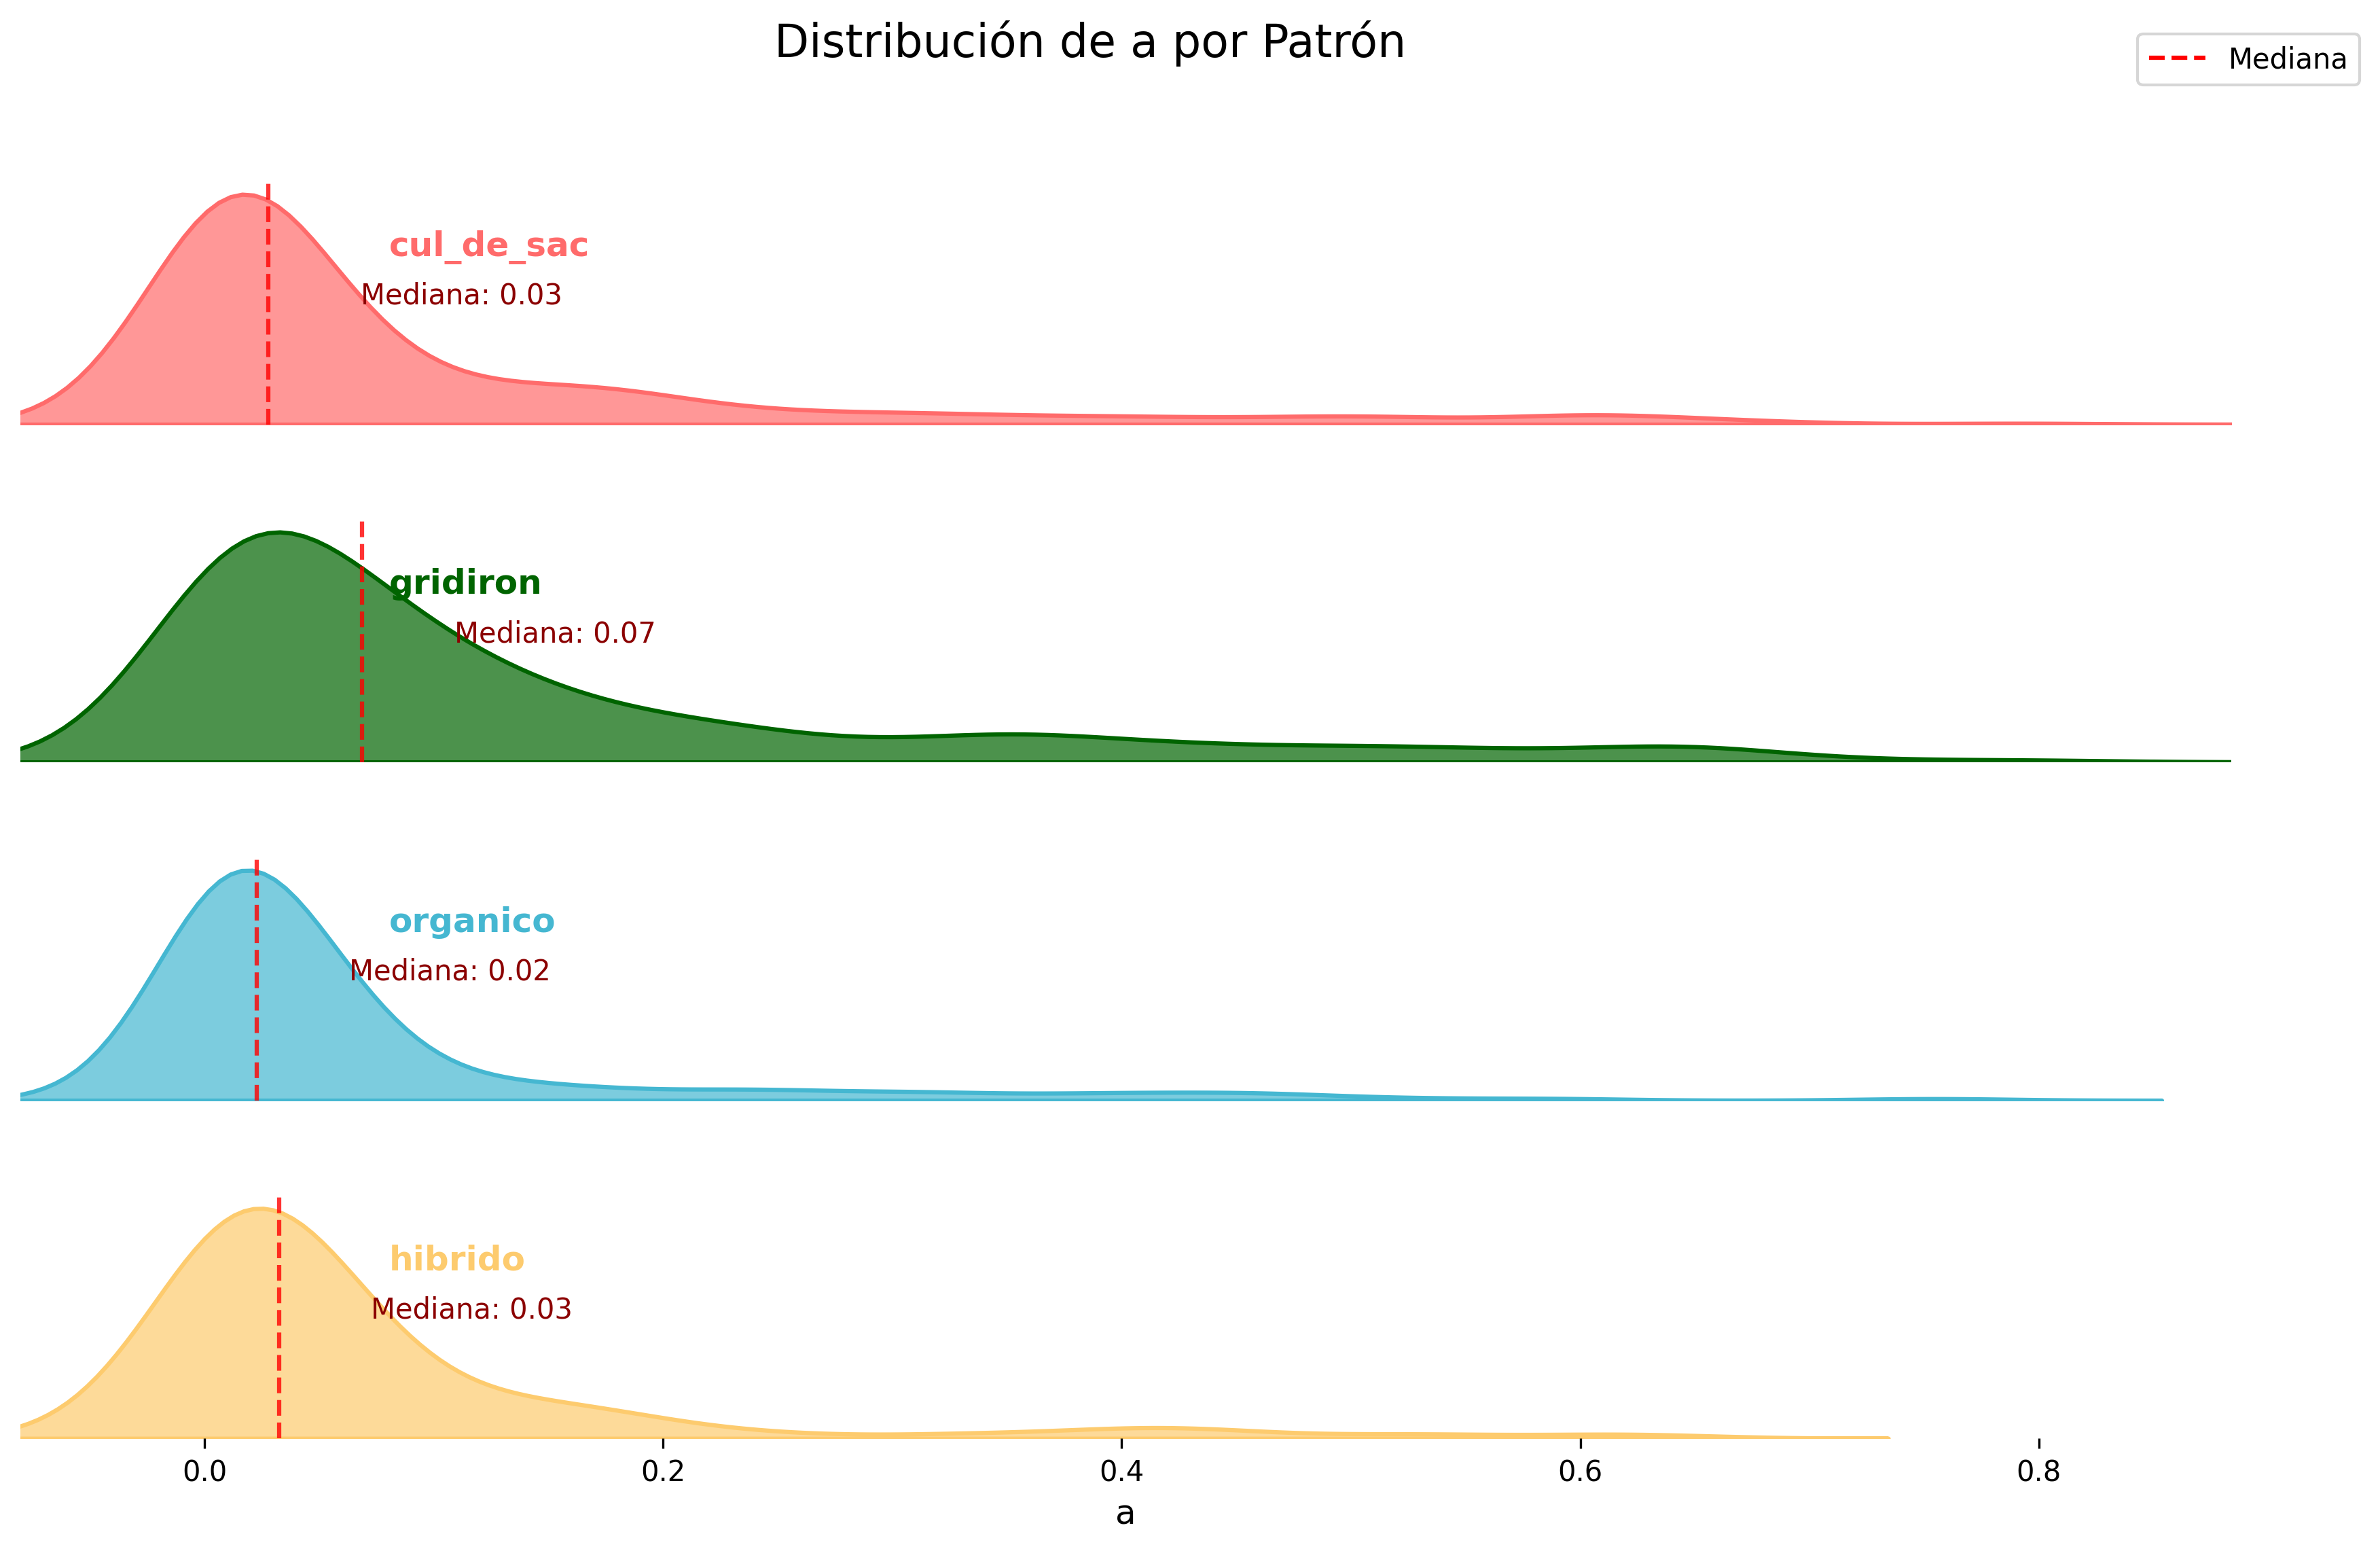 Distribución de a por Patrón
Mediana
cul_de_sac
Mediana: 0.03
gridiron
Mediana: 0.07
organico
Mediana: 0.02
hibrido
Mediana: 0.03
0.0 0.2 0.4 0.6 0.8
a